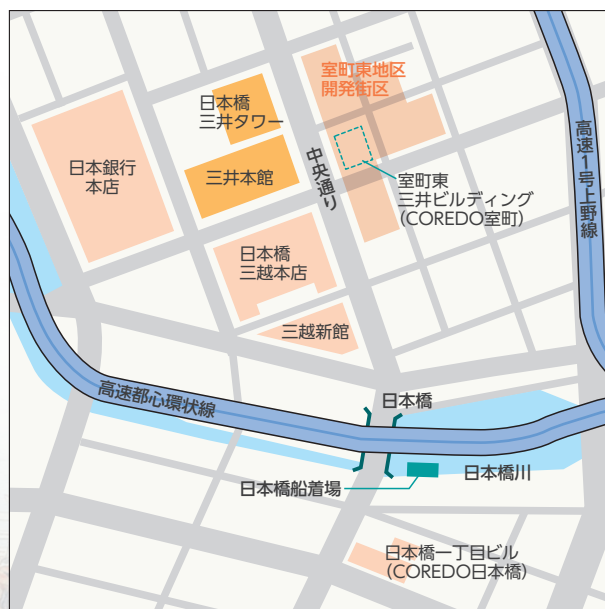 室町東地区
開発街区
日本橋
三井タワー
日本銀行
本店
三井本館
中央通り
室町東
三井ビルディング
(COREDO室町)
高速1号上野線
日本橋
三越本店
三越新館
高速都心環状線
日本橋
日本橋船着場
日本橋川
日本橋一丁目ビル
(COREDO日本橋)